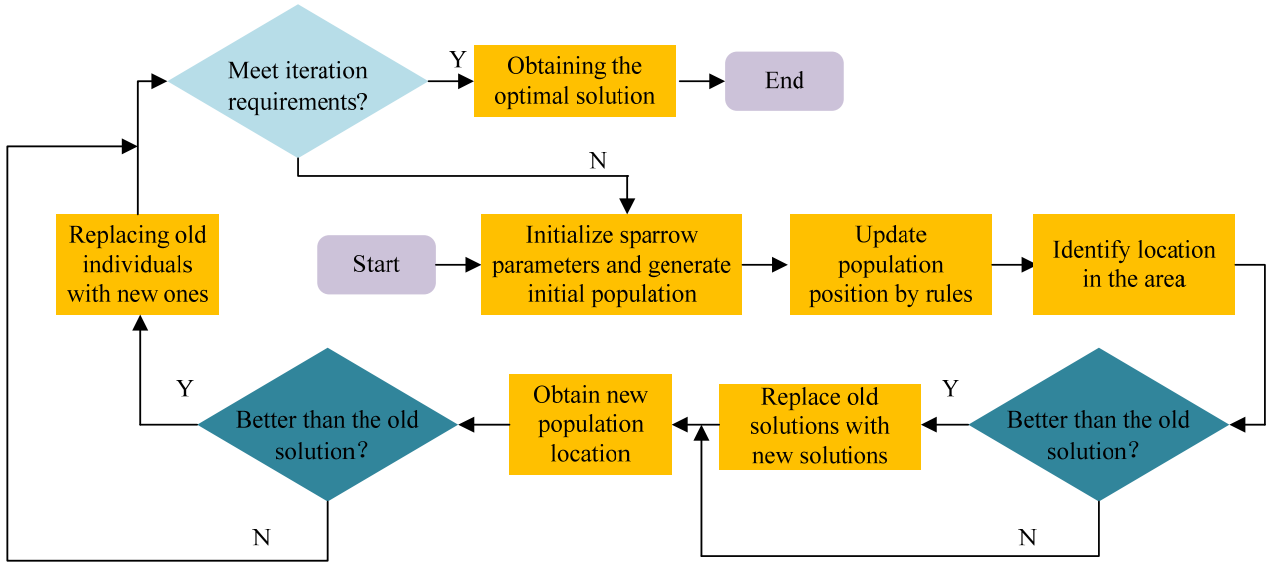 Meet iteration
requirements?
Y
Obtaining the
optimal solution
End
N
Replacing old
individuals
with new ones
Start
Initialize sparrow
parameters and generate
initial population
Update
population
position by rules
Identify location
in the area
Y
Better than the old
solution?
N
Obtain new
population
location
Replace old
solutions with
new solutions
Y
Better than the old
solution?
N